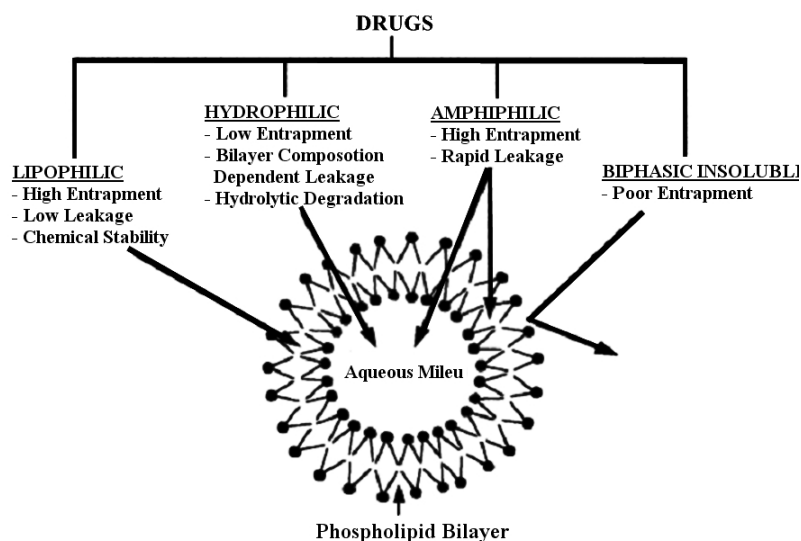 DRUGS
LIPOPHILIC
- High Entrapment
- Low Leakage
- Chemical Stability
HYDROPHILIC
- Low Entrapment
- Bilayer Composotion
Dependent Leakage
- Hydrolytic Degradation
AMPHIPHILIC
- High Entrapment
- Rapid Leakage
BIPHASIC INSOLUBLE
- Poor Entrapment
Aqueous Mileu
Phospholipid Bilayer